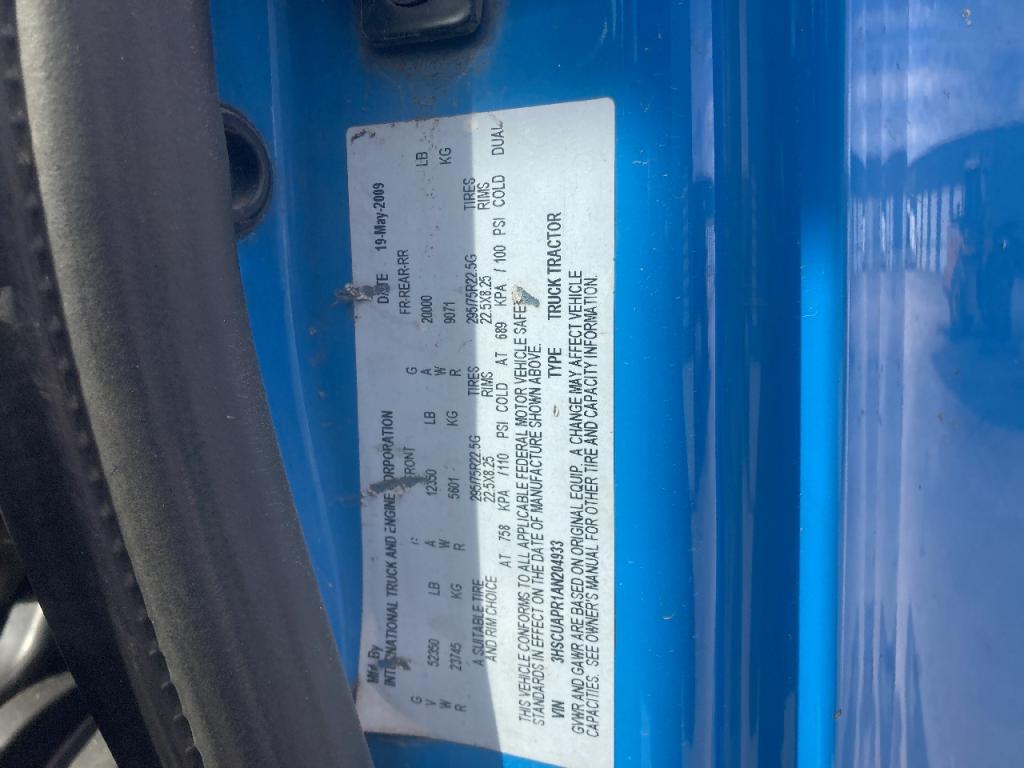 Mfd. By DATE 19-May-2009
INTERNATIONAL TRUCK AND ENGINE CORPORATION
FRONT FR-REAR-RR
G G G
V 52350 LB A 12350 LB A 20000 LB
W W W
R 23745 KG R 5601 KG R 9071 KG
A SUITABLE TIRE 295/75R22.5G TIRES 295/75R22.5G TIRES
AND RIM CHOICE 22.5X8.25 RIMS 22.5X8.25 RIMS
AT 758 KPA /110 PSI COLD AT 689 KPA / 100 PSI COLD DUAL
THIS VEHICLE CONFORMS TO ALL APPLICABLE FEDERAL MOTOR VEHICLE SAFETY
STANDARDS IN EFFECT ON THE DATE OF MANUFACTURE SHOWN ABOVE.
VIN 3HSCUAPR1AN204933 TYPE TRUCK TRACTOR
GVWR AND GAWR ARE BASED ON ORIGINAL EQUIP. A CHANGE MAY AFFECT VEHICLE
CAPACITIES. SEE OWNER'S MANUAL FOR OTHER TIRE AND CAPACITY INFORMATION.